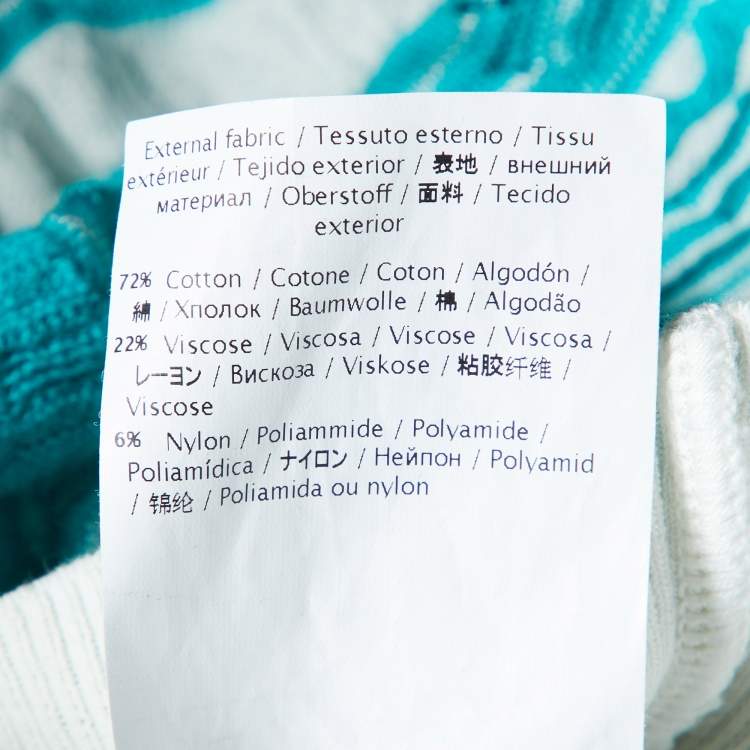 External fabric / Tessuto esterno / Tissu
extérieur / Tejido exterior / 表地 / внешний
материал / Oberstoff / 面料 / Tecido
exterior
72% Cotton / Cotone / Coton / Algodón /
綿 / Хполок / Baumwolle / 棉 / Algodão
22% Viscose / Viscosa / Viscose / Viscosa /
レーヨン / Вискоза / Viskose / 粘胶纤维 /
Viscose
6% Nylon / Poliammide / Polyamide /
Poliamídica / ナイロン / Нейпон / Polyamid
/ 锦纶 / Poliamida ou nylon